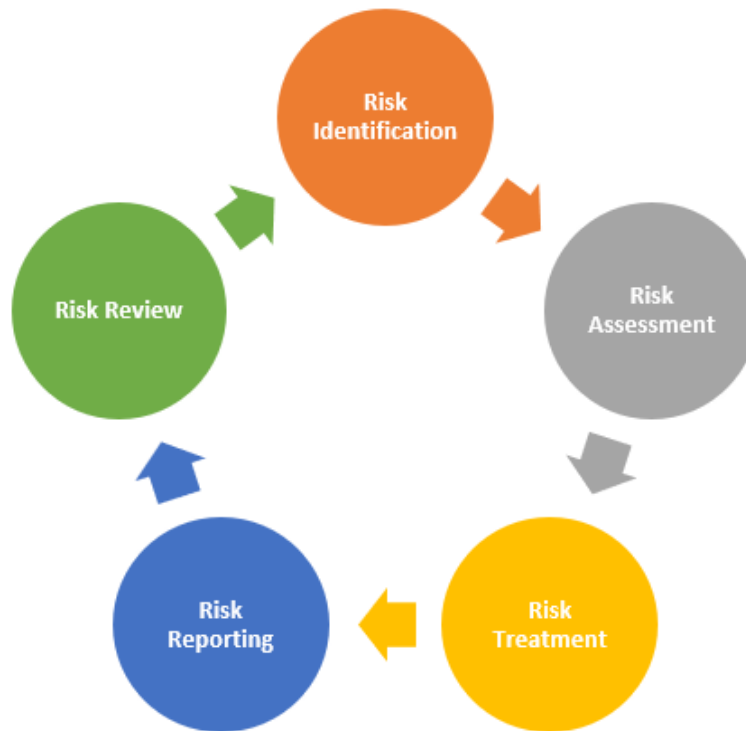 Risk
Identification
Risk
Assessment
Risk
Treatment
Risk
Reporting
Risk Review